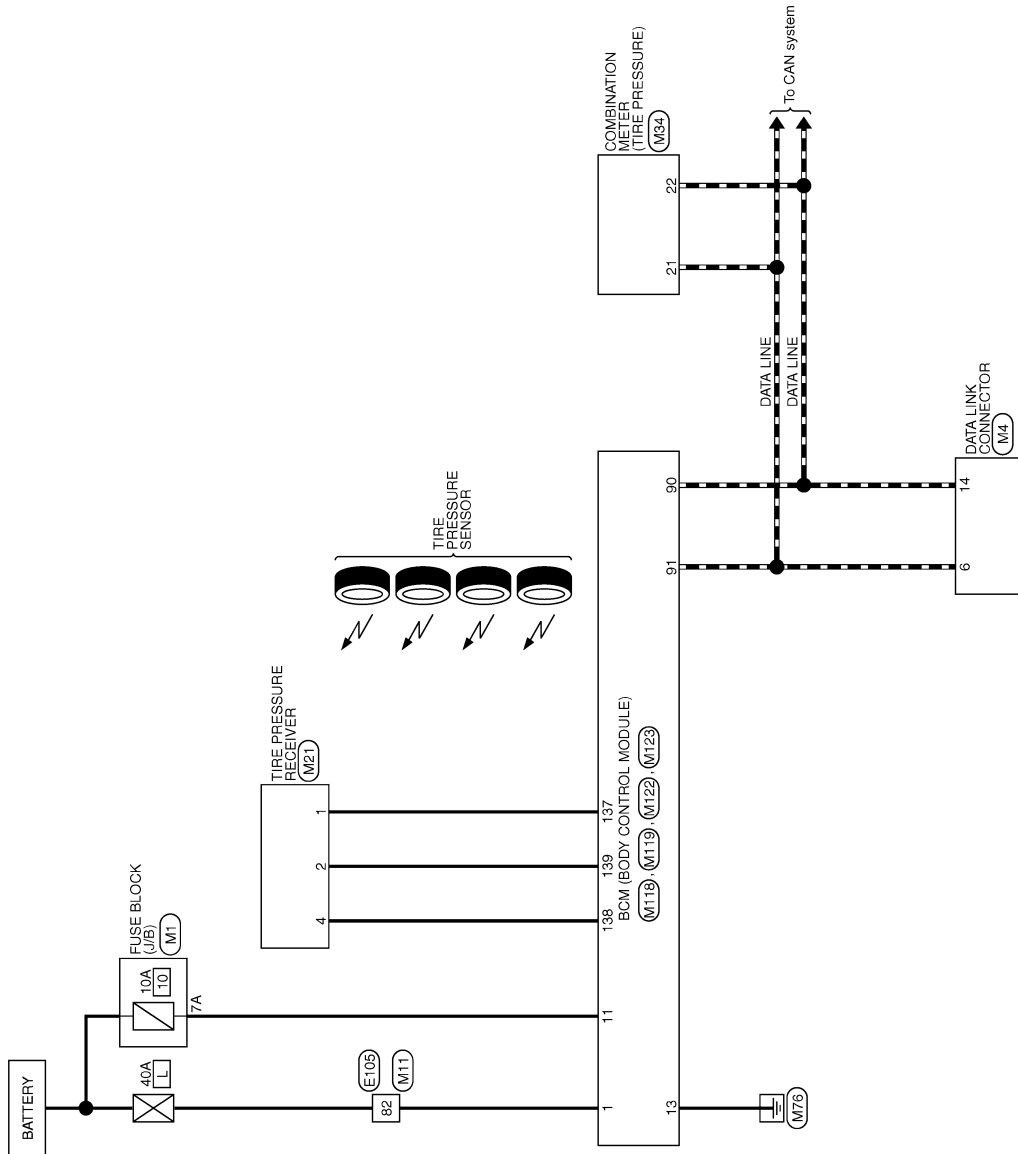 BATTERY
40A
L
FUSE BLOCK
(J/B)
M1
10A
10
7A
E105
M11
82
TIRE PRESSURE
RECEIVER
M21
4
2
1
TIRE
PRESSURE
SENSOR
COMBINATION
METER
(TIRE PRESSURE)
M34
21
22
To CAN system
DATA LINE
DATA LINE
1
11
138
139
137
BCM (BODY CONTROL MODULE)
M118 , M119 , M122 , M123
13
91
90
M76
DATA LINK
CONNECTOR
M4
6
14